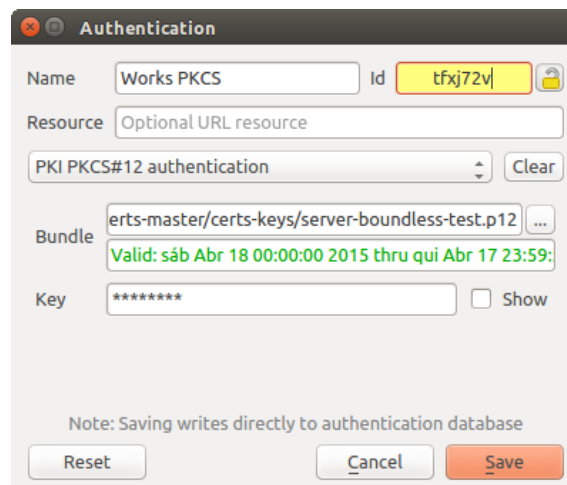 Authentication
Name Works PKCS Id tfxj72v
Resource Optional URL resource
PKI PKCS#12 authentication Clear
erts-master/certs-keys/server-boundless-test.p12 ...
Bundle
Valid: sáb Abr 18 00:00:00 2015 thru qui Abr 17 23:59:
Key ******** Show
Note: Saving writes directly to authentication database
Reset Cancel Save